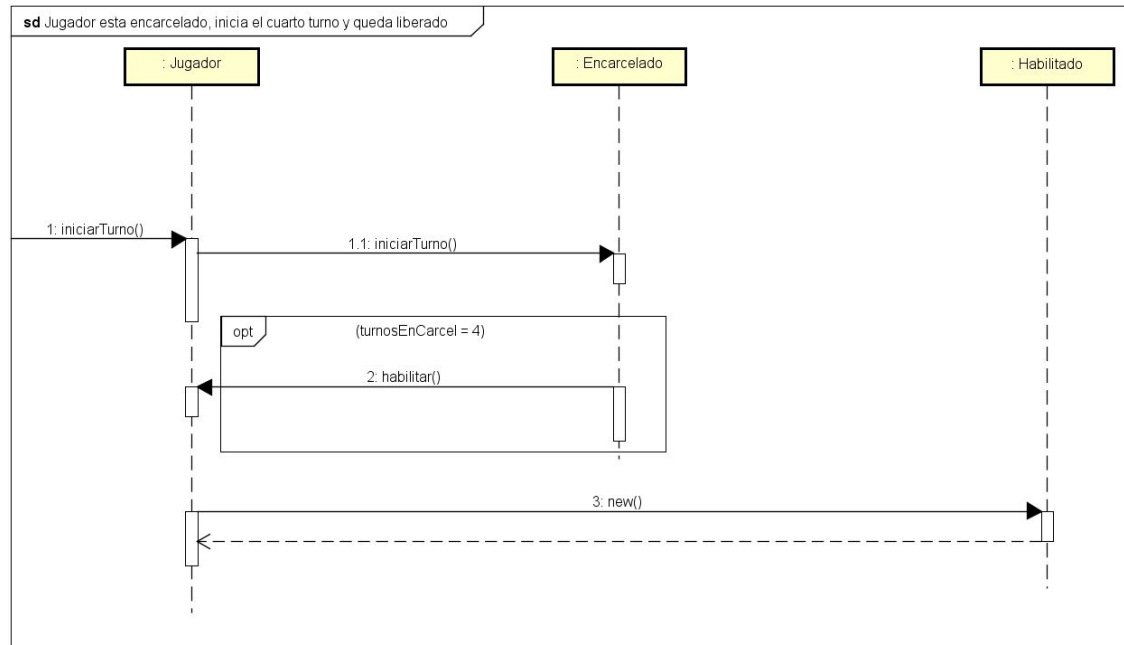 sd Jugador esta encarcelado, inicia el cuarto turno y queda liberado
: Jugador
: Encarcelado
: Habilitado
1: iniciarTurno()
1.1: iniciarTurno()
opt
(turnosEnCarcel = 4)
2: habilitar()
3: new()